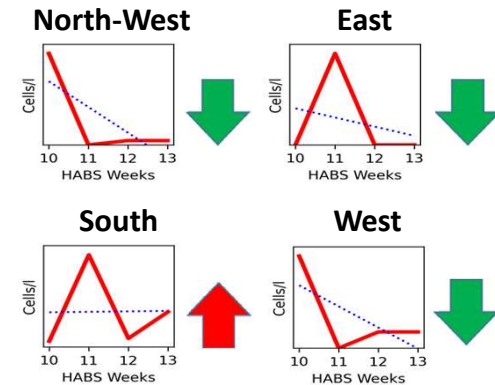 North-West
Cells/l
10 11 12 13
HABS Weeks
East
Cells/l
10 11 12 13
HABS Weeks
South
Cells/l
10 11 12 13
HABS Weeks
West
Cells/l
10 11 12 13
HABS Weeks